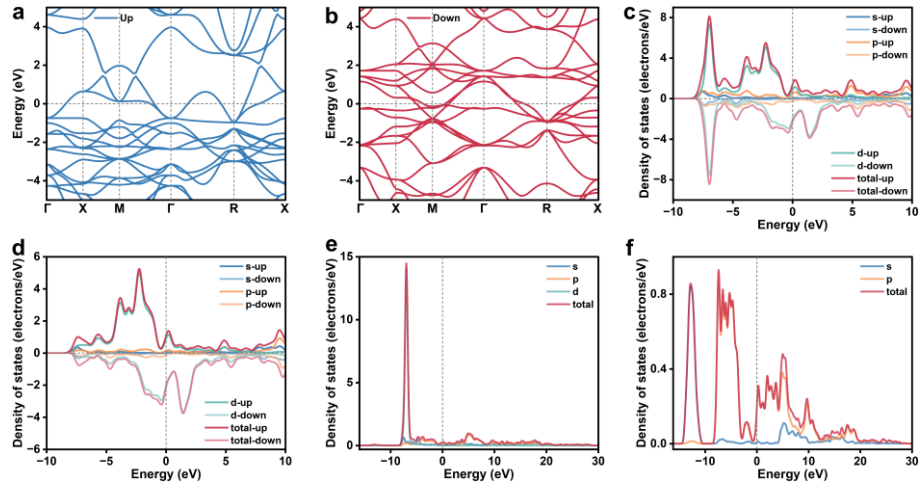 a
Up
Energy (eV)
4
2
0
−2
−4
Γ X M Γ R X
b
Down
Energy (eV)
4
2
0
−2
−4
Γ X M Γ R X
c
s-up
s-down
p-up
p-down
d-up
d-down
total-up
total-down
Density of states (electrons/eV)
8
4
0
−4
−8
−10 −5 0 5 10
Energy (eV)
d
s-up
s-down
p-up
p-down
d-up
d-down
total-up
total-down
Density of states (electrons/eV)
6
4
2
0
−2
−4
−6
−10 −5 0 5 10
Energy (eV)
e
s
p
d
total
Density of states (electrons/eV)
15
10
5
0
−10 0 10 20 30
Energy (eV)
f
s
p
total
Density of states (electrons/eV)
0.8
0.4
0.0
−10 0 10 20 30
Energy (eV)